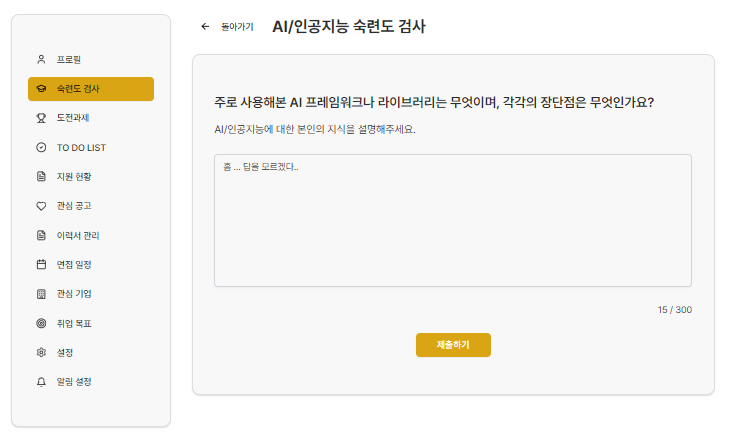 프로필
숙련도 검사
도전과제
TO DO LIST
지원 현황
관심 공고
이력서 관리
면접 일정
관심 기업
취업 목표
설정
알림 설정
돌아가기
AI/인공지능 숙련도 검사
주로 사용해본 AI 프레임워크나 라이브러리는 무엇이며, 각각의 장단점은 무엇인가요?
AI/인공지능에 대한 본인의 지식을 설명해주세요.
흠 ... 답을 모르겠다..
15 / 300
제출하기